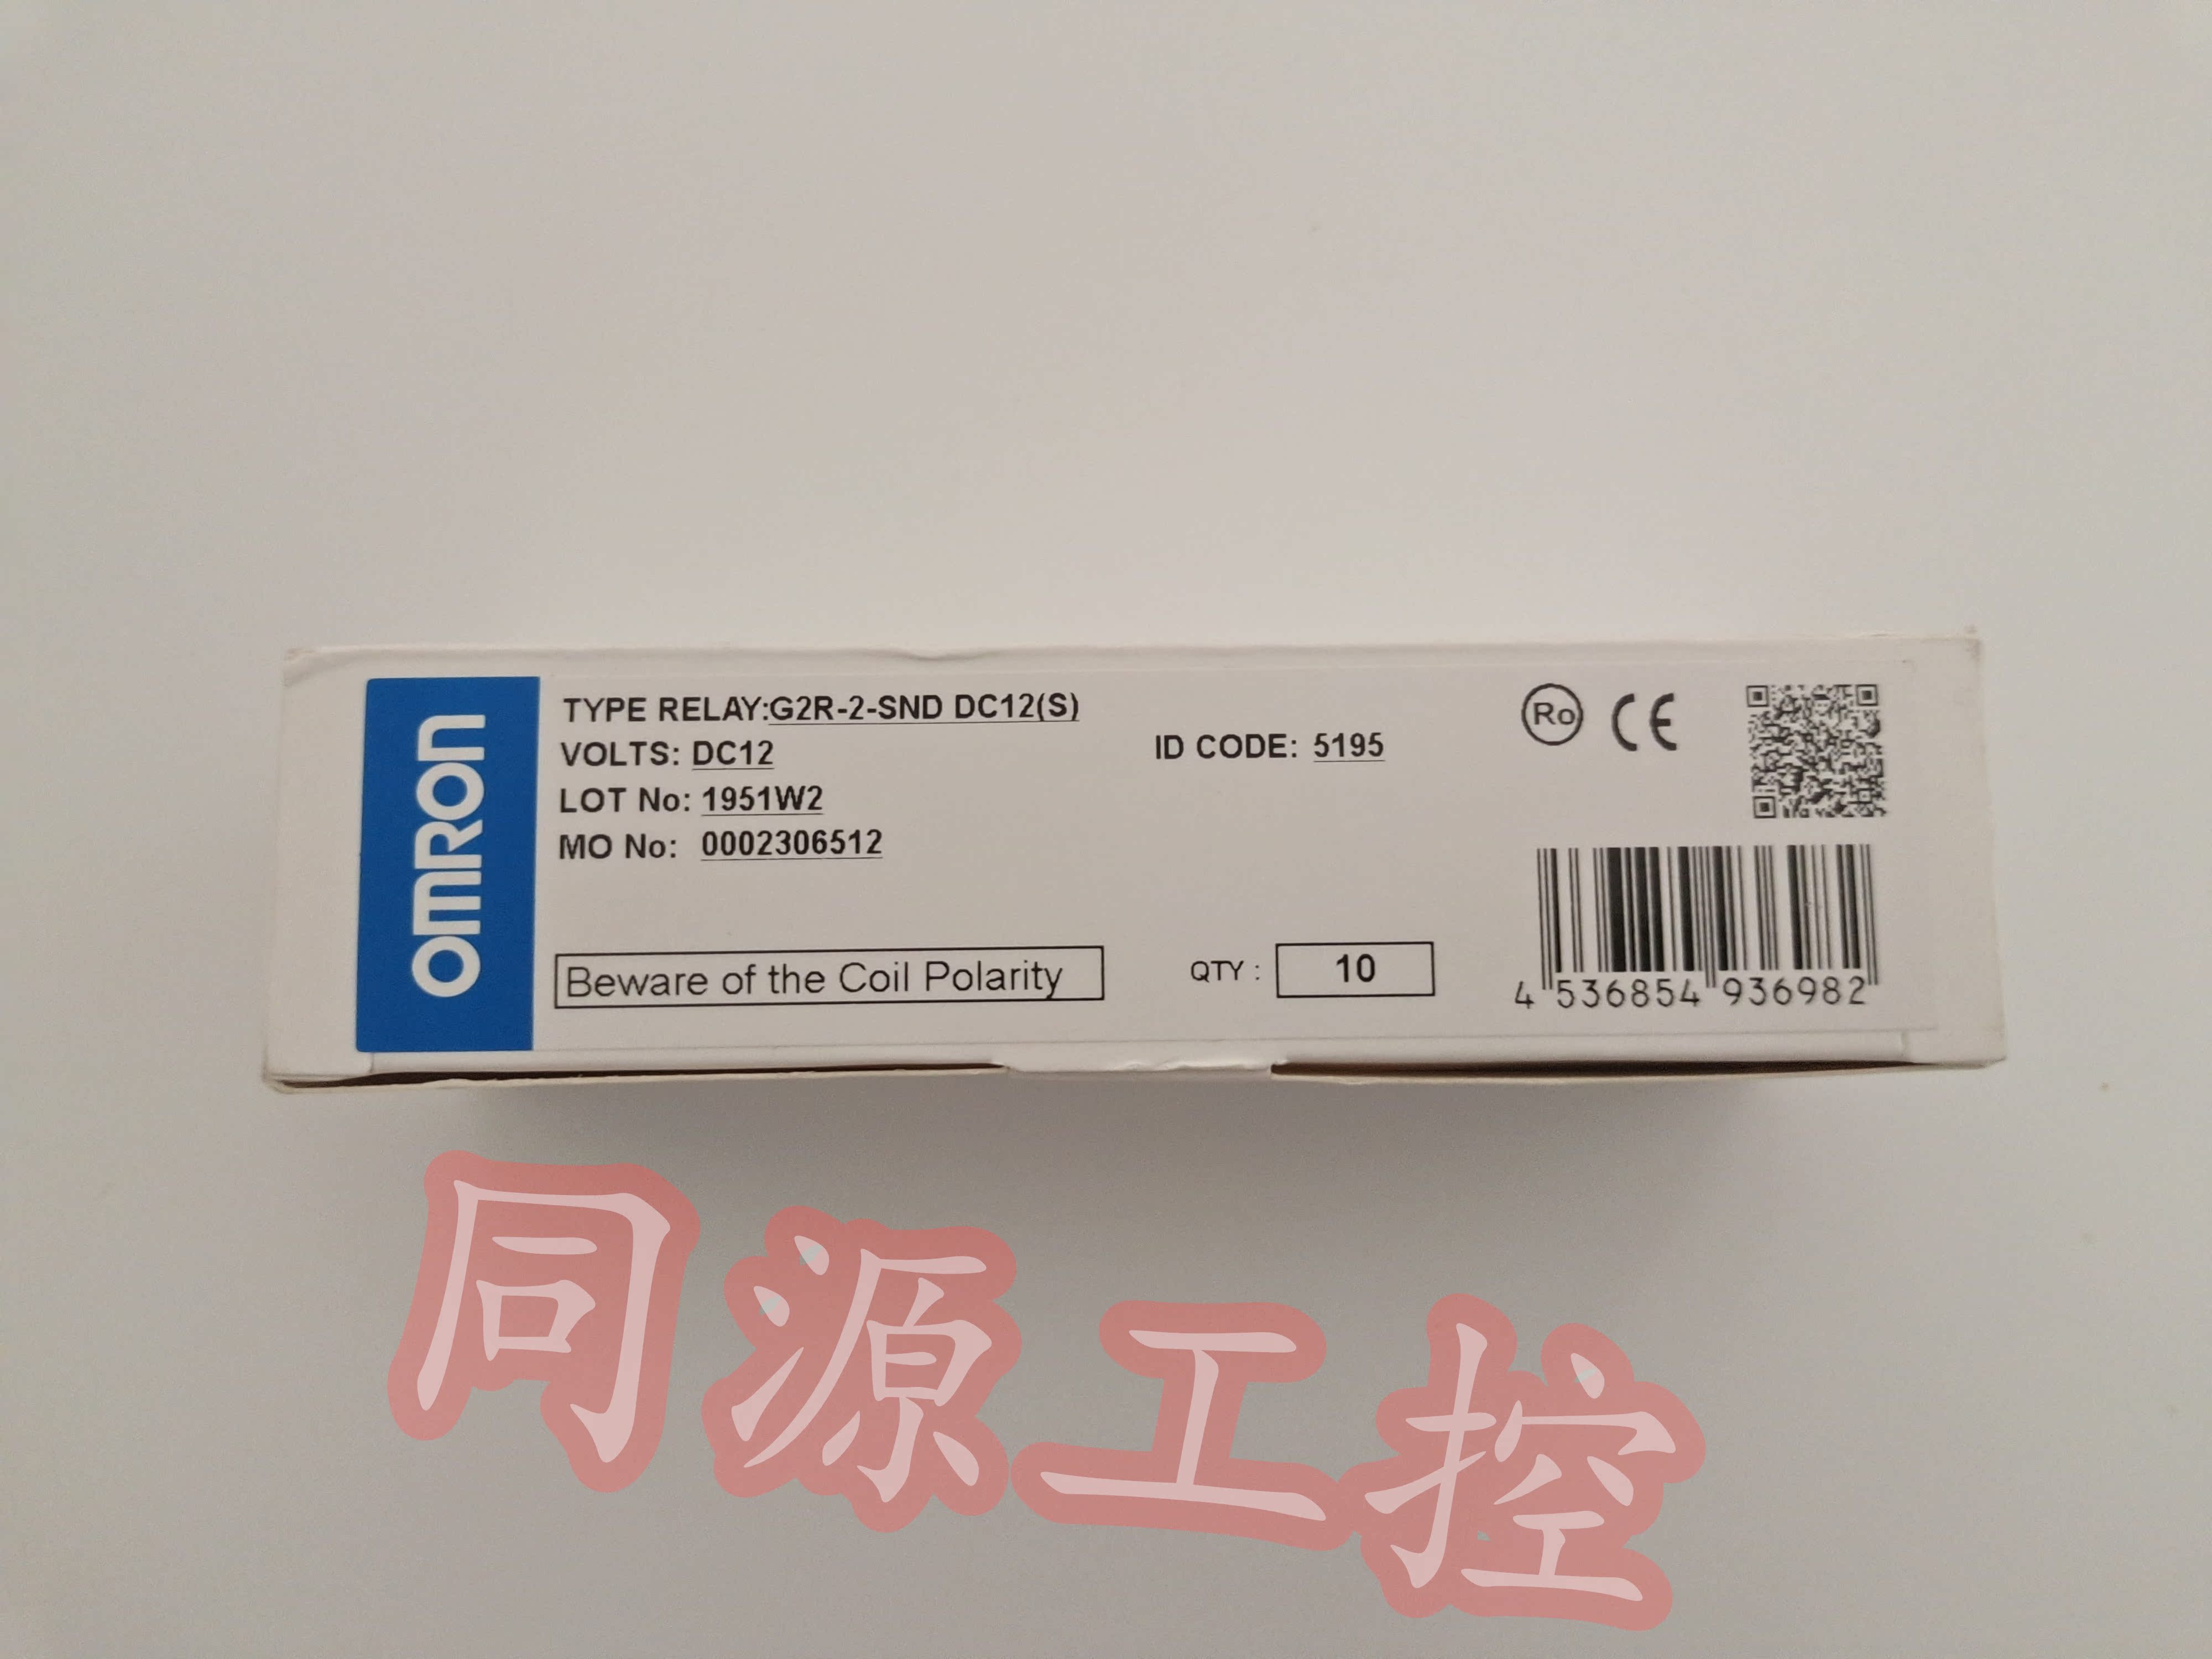 OMRON
TYPE RELAY:G2R-2-SND DC12(S)
VOLTS: DC12
ID CODE: 5195
LOT No: 1951W2
MO No: 0002306512
Ro
CE
Beware of the Coil Polarity
QTY : 10
4 536854 936982
同源工控